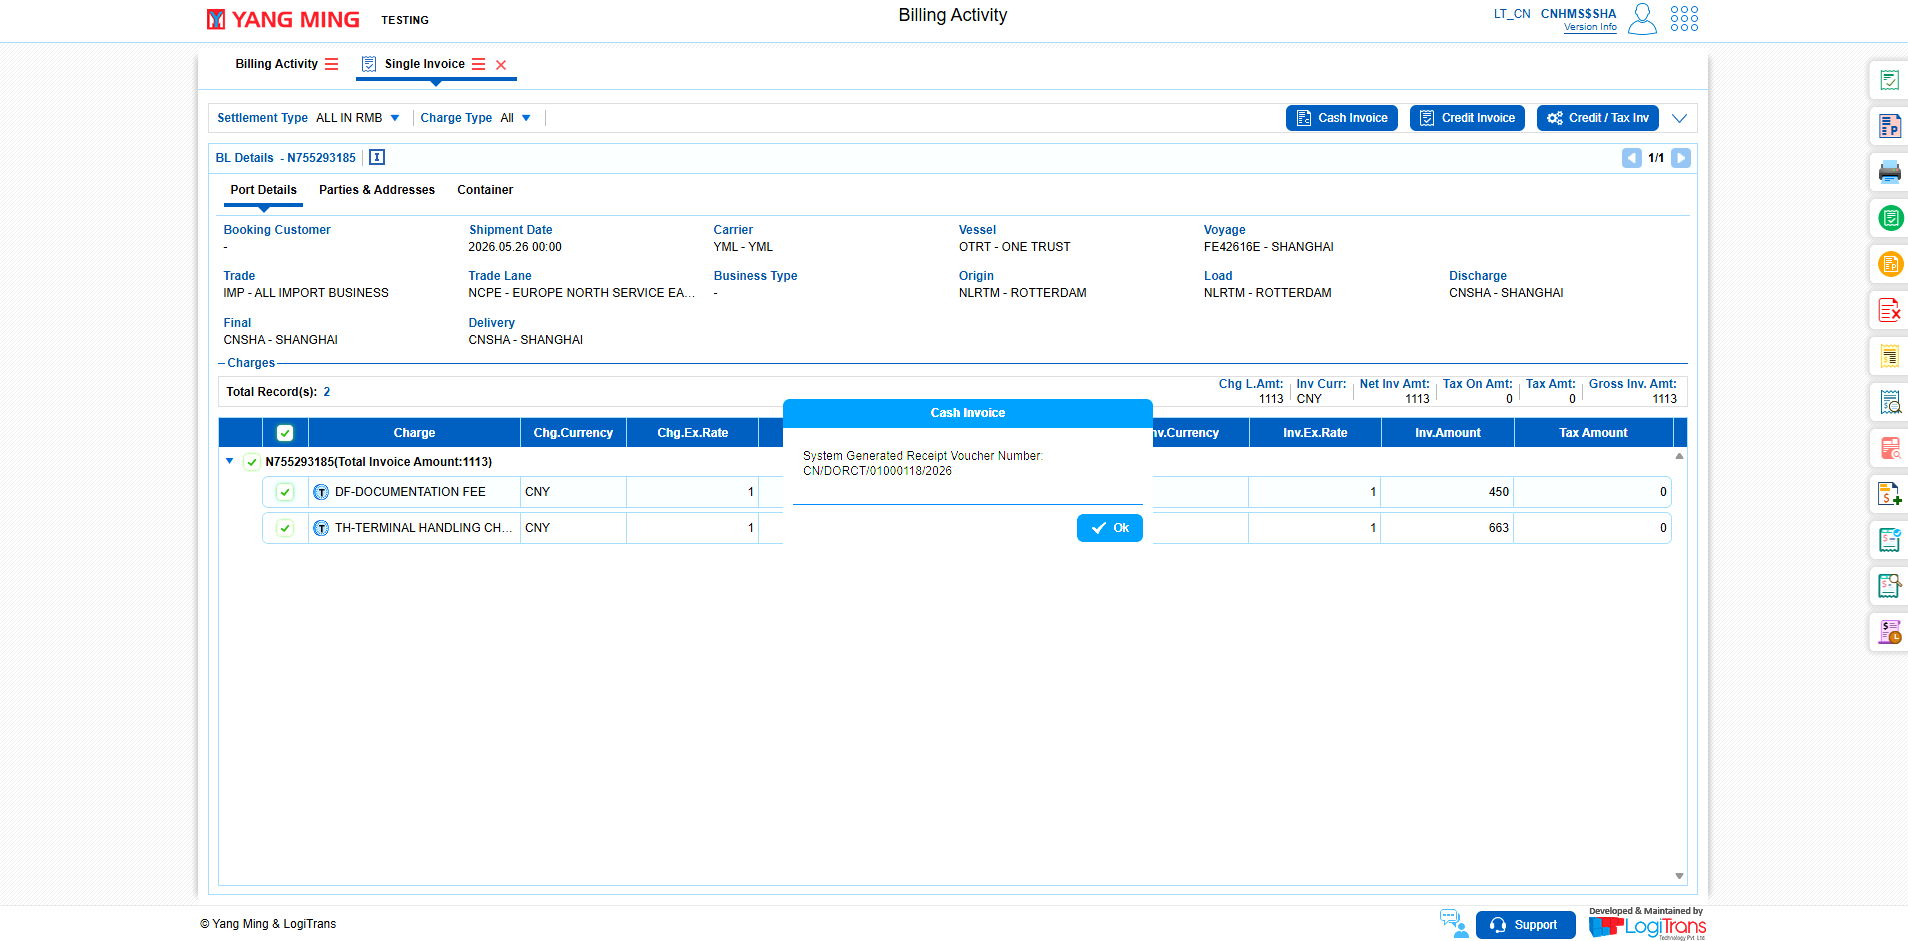 YANG MING TESTING
Billing Activity
LT_CN CNHMS$SHA
Version Info
Billing Activity
Single Invoice
Settlement Type ALL IN RMB Charge Type All
Cash Invoice Credit Invoice Credit / Tax Inv
BL Details - N755293185
1/1
Port Details Parties & Addresses Container
Booking Customer Shipment Date Carrier Vessel Voyage
- 2026.05.26 00:00 YML - YML OTRT - ONE TRUST FE42616E - SHANGHAI
Trade Trade Lane Business Type Origin Load Discharge
IMP - ALL IMPORT BUSINESS NCPE - EUROPE NORTH SERVICE EA... - NLRTM - ROTTERDAM NLRTM - ROTTERDAM CNSHA - SHANGHAI
Final Delivery
CNSHA - SHANGHAI CNSHA - SHANGHAI
Charges
Total Record(s): 2
Chg L.Amt: Inv Curr: Net Inv Amt: Tax On Amt: Tax Amt: Gross Inv. Amt:
1113 CNY 1113 0 0 1113
Charge Chg.Currency Chg.Ex.Rate nv.Currency Inv.Ex.Rate Inv.Amount Tax Amount
N755293185(Total Invoice Amount:1113)
DF-DOCUMENTATION FEE CNY 1 1 450 0
TH-TERMINAL HANDLING CH... CNY 1 1 663 0
Cash Invoice
System Generated Receipt Voucher Number:
CN/DORCT/01000118/2026
Ok
© Yang Ming & LogiTrans
Support
Developed & Maintained by
LogiTrans
Technology Pvt. Ltd.